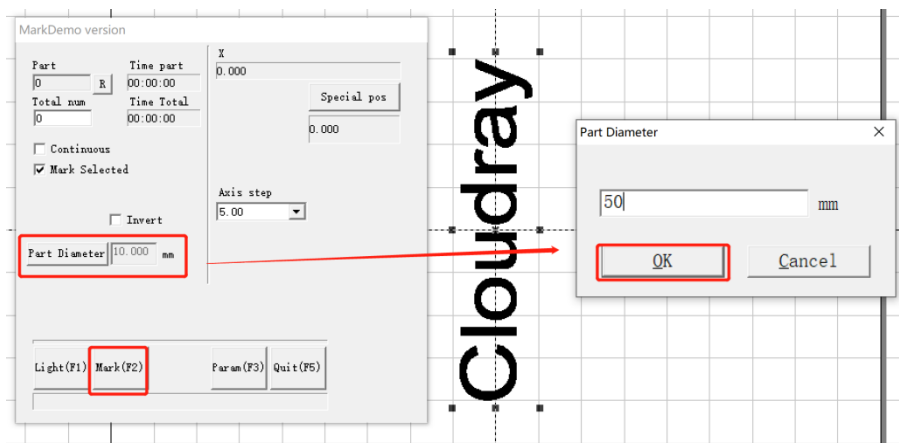 MarkDemo version
Part Time part
0 R 00:00:00
Total num Time Total
0 00:00:00
Continuous
Mark Selected
Invert
Part Diameter 10.000 mm
X
0.000
Special pos
0.000
Axis step
5.00
Light(F1) Mark(F2) Param(F3) Quit(F5)
Cloudray
Part Diameter
50 mm
OK Cancel